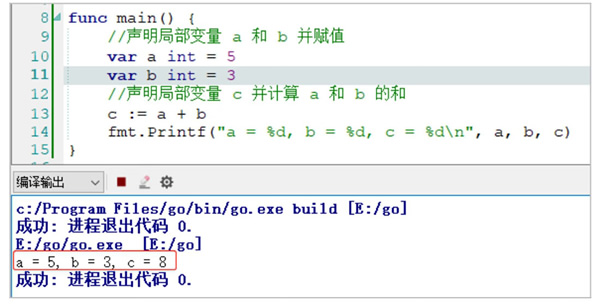 8 func main() {
9 //声明局部变量 a 和 b 并赋值
10 var a int = 5
11 var b int = 3
12 //声明局部变量 c 并计算 a 和 b 的和
13 c := a + b
14 fmt.Printf("a = %d, b = %d, c = %d\n", a, b, c)
15 }
编译输出
c:/Program Files/go/bin/go.exe build [E:/go]
成功: 进程退出代码 0.
E:/go/go.exe [E:/go]
a = 5, b = 3, c = 8
成功: 进程退出代码 0.